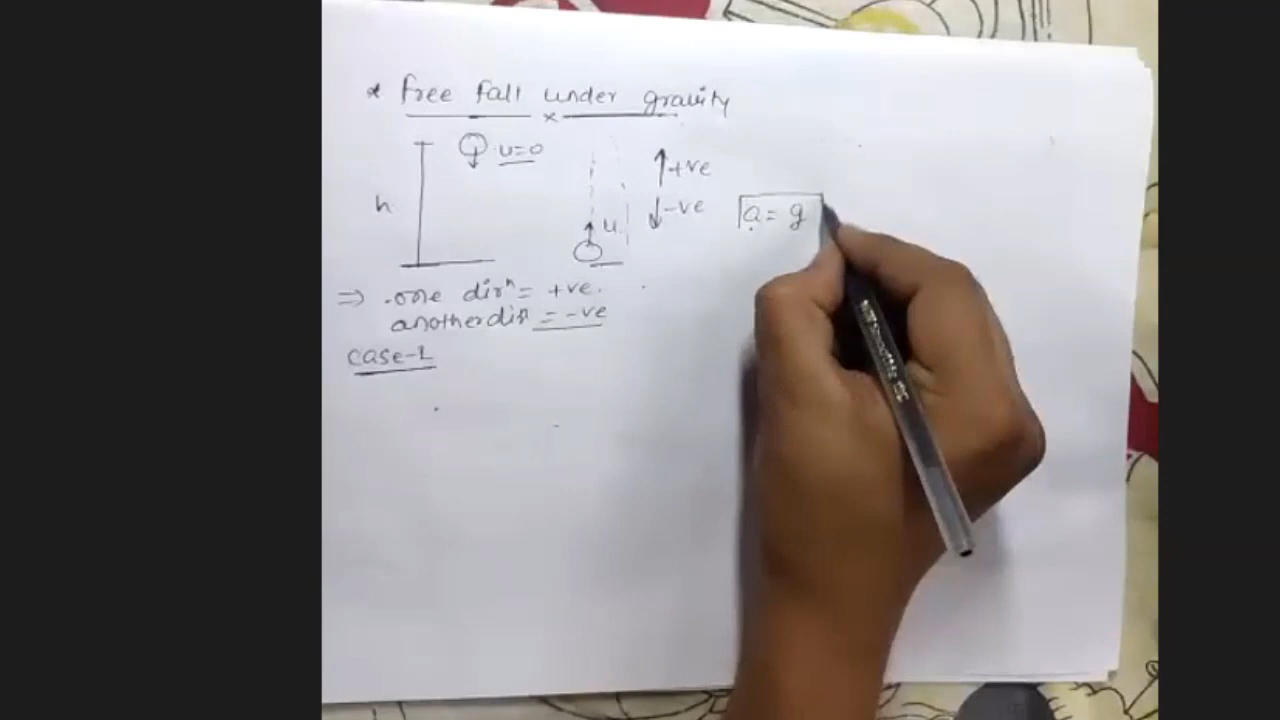 * free fall under gravity
x
u=0
h
u
↑+ve
↓-ve
a = g
⇒ .one dirⁿ = +ve.
another dirⁿ = -ve
case-1